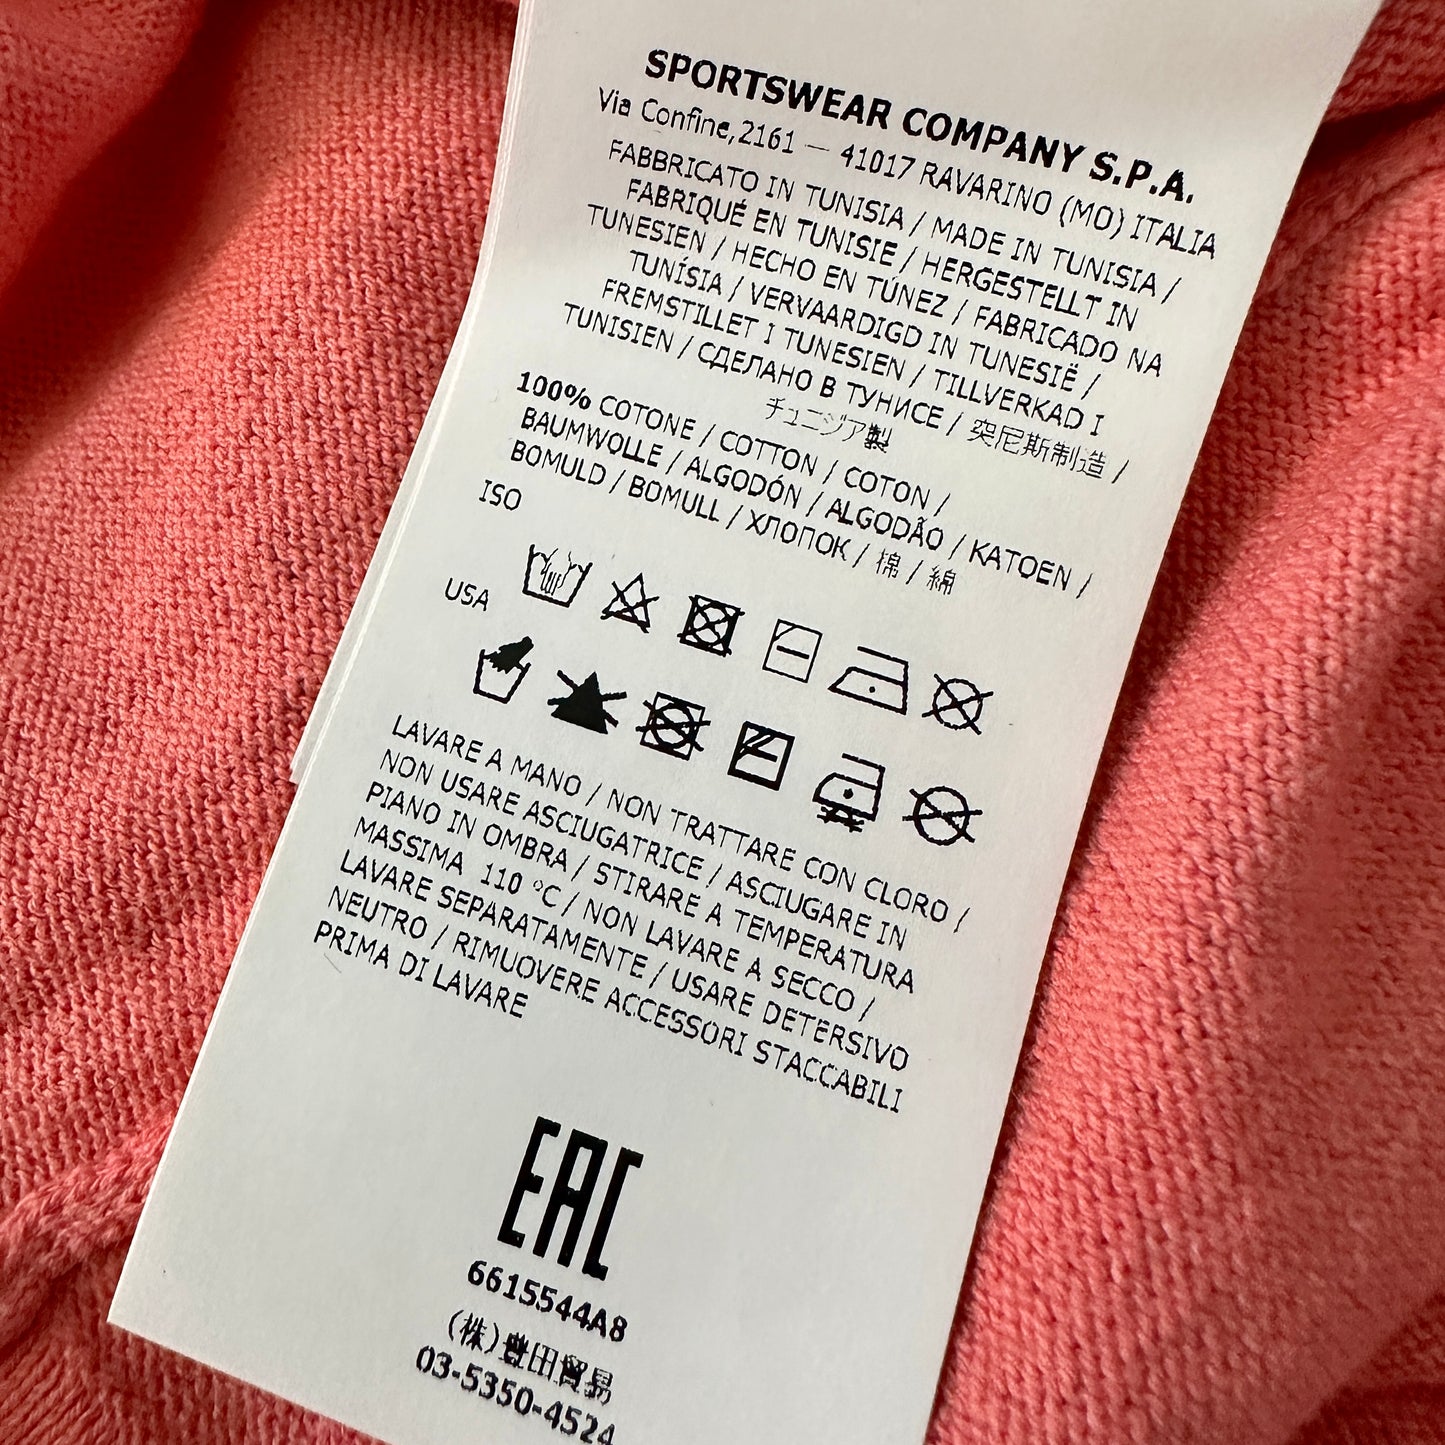 SPORTSWEAR COMPANY S.P.A.
Via Confine,2161 — 41017 RAVARINO (MO) ITALIA
FABBRICATO IN TUNISIA / MADE IN TUNISIA /
FABRIQUÉ EN TUNISIE / HERGESTELLT IN
TUNESIEN / HECHO EN TÚNEZ / FABRICADO NA
TUNÍSIA / VERVAARDIGD IN TUNESIË /
FREMSTILLET I TUNESIEN / TILLVERKAD I
TUNISIEN / СДЕЛАНО В ТУНИСЕ / 突尼斯制造 /
チュニジア製
100% COTONE / COTTON / COTON /
BAUMWOLLE / ALGODÓN / ALGODÃO / KATOEN /
BOMULD / BOMULL / ХЛОПОК / 棉 / 綿
ISO
USA
LAVARE A MANO / NON TRATTARE CON CLORO /
NON USARE ASCIUGATRICE / ASCIUGARE IN
PIANO IN OMBRA / STIRARE A TEMPERATURA
MASSIMA 110 °C / NON LAVARE A SECCO /
LAVARE SEPARATAMENTE / USARE DETERSIVO
NEUTRO / RIMUOVERE ACCESSORI STACCABILI
PRIMA DI LAVARE
EAC
6615544A8
(株)豊田貿易
03-5350-4524